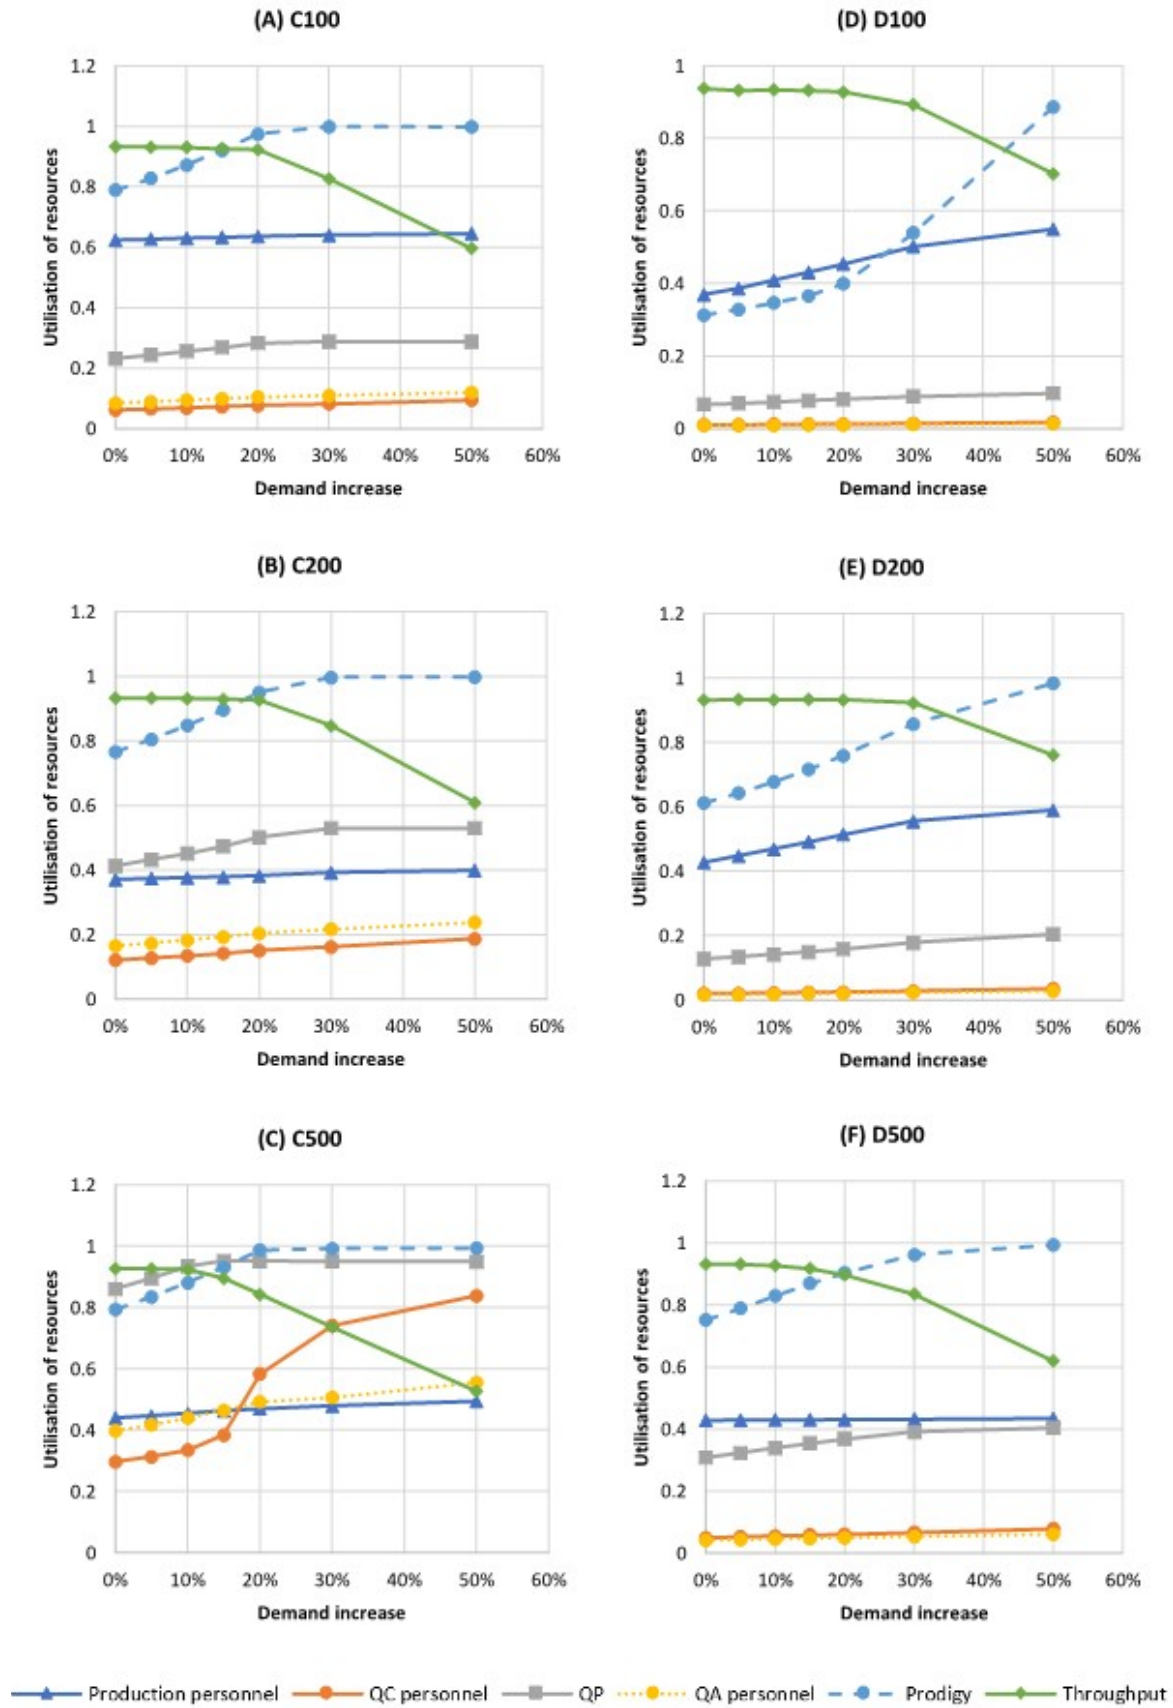 (A) C100
1.2
1
0.8
0.6
0.4
0.2
0
Utilisation of resources
0% 10% 20% 30% 40% 50% 60%
Demand increase
(D) D100
1
0.8
0.6
0.4
0.2
0
Utilisation of resources
0% 10% 20% 30% 40% 50% 60%
Demand increase
(B) C200
1.2
1
0.8
0.6
0.4
0.2
0
Utilisation of resources
0% 10% 20% 30% 40% 50% 60%
Demand increase
(E) D200
1.2
1
0.8
0.6
0.4
0.2
0
Utilisation of resources
0% 10% 20% 30% 40% 50% 60%
Demand increase
(C) C500
1.2
1
0.8
0.6
0.4
0.2
0
Utilisation of resources
0% 10% 20% 30% 40% 50% 60%
Demand increase
(F) D500
1.2
1
0.8
0.6
0.4
0.2
0
Utilisation of resources
0% 10% 20% 30% 40% 50% 60%
Demand increase
Production personnel QC personnel QP QA personnel Prodigy Throughput